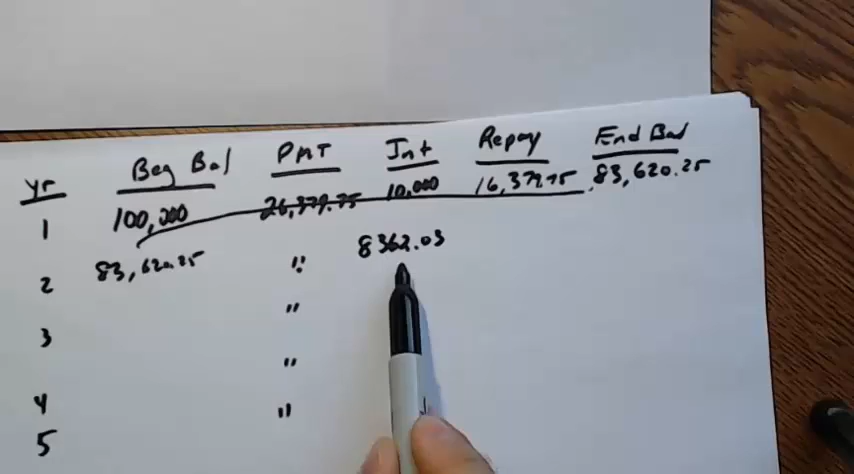 yr Beg Bal PMT Int Repay End Bal
1 100,000 26,379.75 10,000 16,379.75 83,620.25
2 83,620.25 " 8362.03
3 "
4 "
5 "